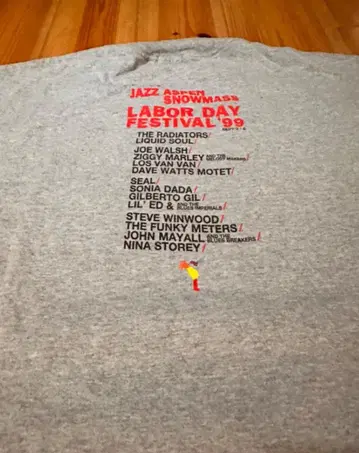 JAZZ ASPEN
SNOWMASS
LABOR DAY
FESTIVAL '99
THE RADIATORS/
LIQUID SOUL/
JOE WALSH/
ZIGGY MARLEY AND THE MELODY MAKERS/
LOS VAN VAN/
DAVE WATTS MOTET/
SEAL/
SONIA DADA/
GILBERTO GIL/
LIL' ED & AND THE BLUES IMPERIALS/
STEVE WINWOOD/
THE FUNKY METERS/
JOHN MAYALL AND THE BLUES BREAKERS/
NINA STOREY/